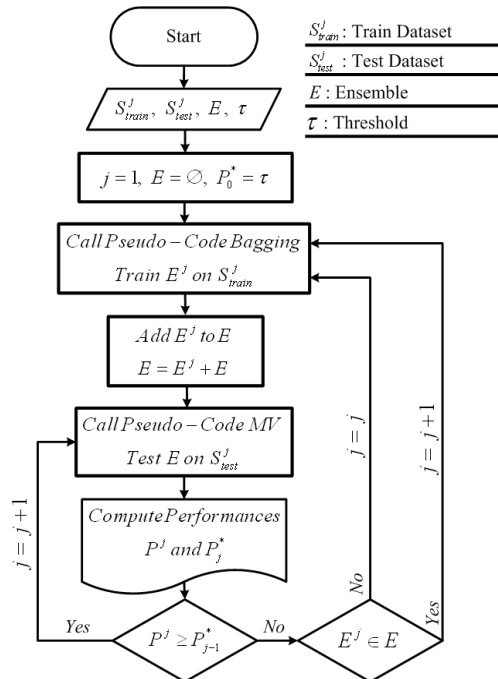 Start
S^j_train : Train Dataset
S^j_test : Test Dataset
E : Ensemble
τ : Threshold
S^j_train, S^j_test, E, τ
j = 1, E = ∅, P^*_0 = τ
Call Pseudo – Code Bagging
Train E^j on S^j_train
Add E^j to E
E = E^j + E
Call Pseudo – Code MV
Test E on S^j_test
Compute Performances
P^j and P^*_j
j = j + 1
j = j
j = j + 1
Yes
P^j ≥ P^*_{j-1}
No
E^j ∈ E
No
Yes